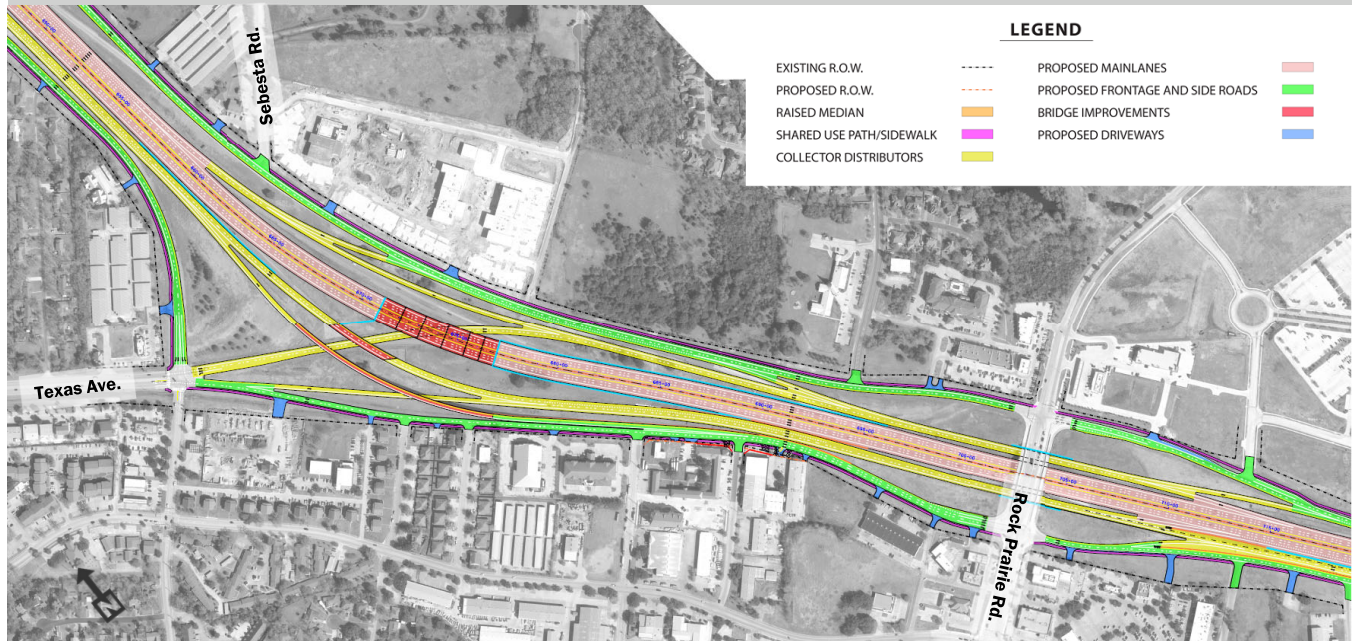 LEGEND
EXISTING R.O.W.
PROPOSED R.O.W.
RAISED MEDIAN
SHARED USE PATH/SIDEWALK
COLLECTOR DISTRIBUTORS
PROPOSED MAINLANES
PROPOSED FRONTAGE AND SIDE ROADS
BRIDGE IMPROVEMENTS
PROPOSED DRIVEWAYS
Sebesta Rd.
Texas Ave.
Rock Prairie Rd.
N